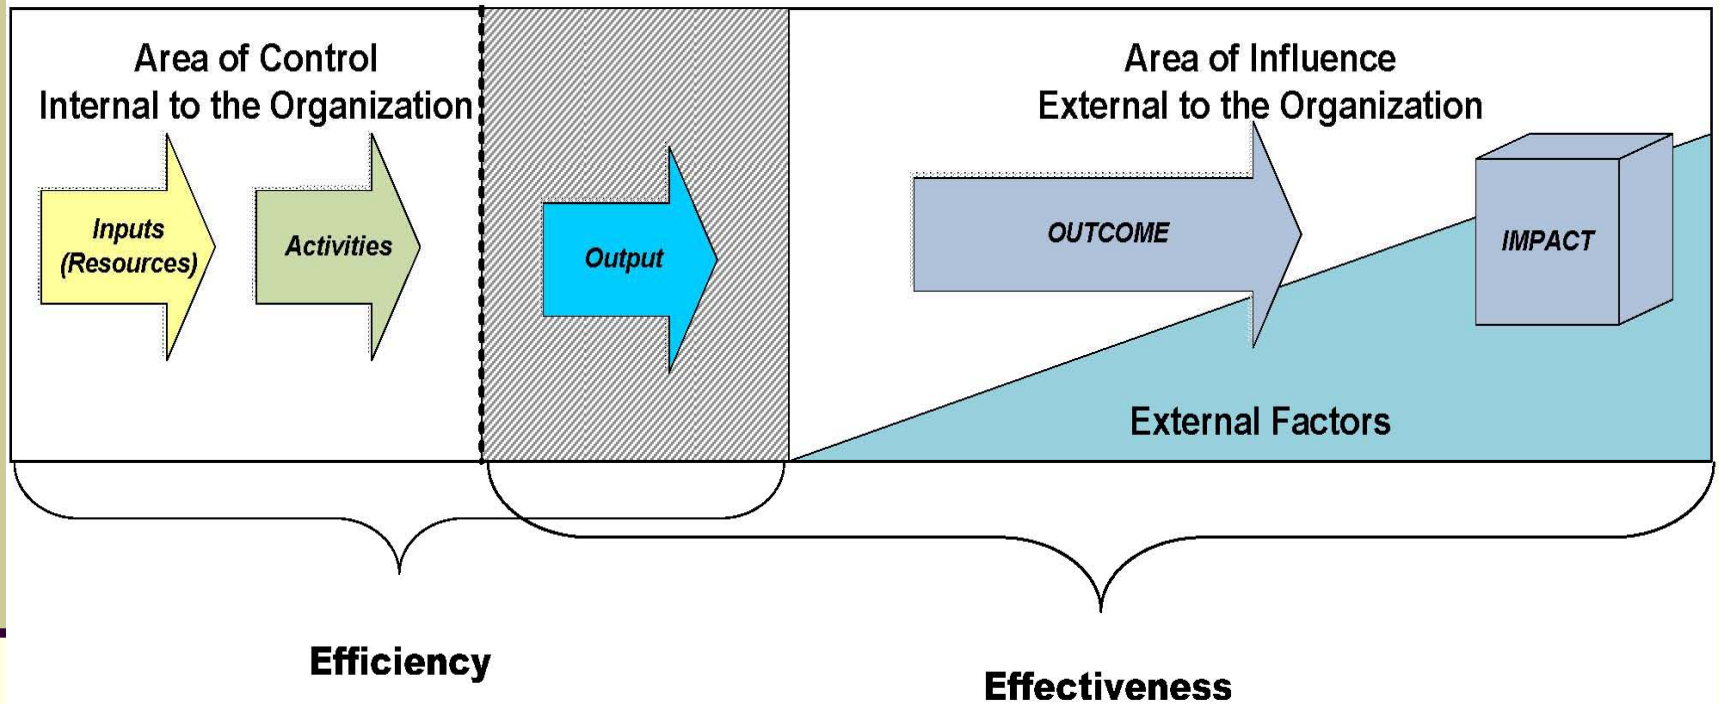 Area of Control
Internal to the Organization
Area of Influence
External to the Organization
Inputs
(Resources)
Activities
Output
OUTCOME
IMPACT
External Factors
Efficiency
Effectiveness